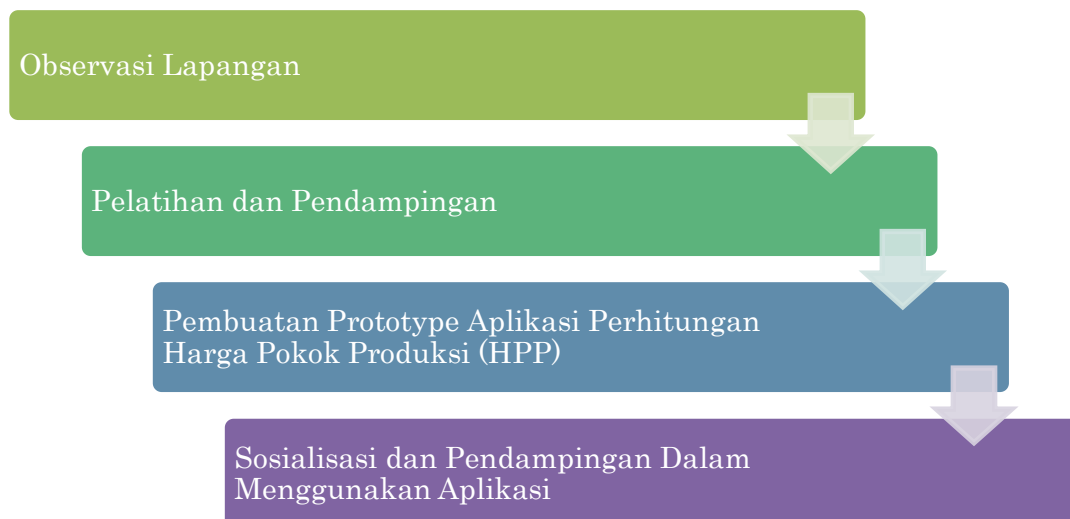 Observasi Lapangan
Pelatihan dan Pendampingan
Pembuatan Prototype Aplikasi Perhitungan
Harga Pokok Produksi (HPP)
Sosialisasi dan Pendampingan Dalam
Menggunakan Aplikasi